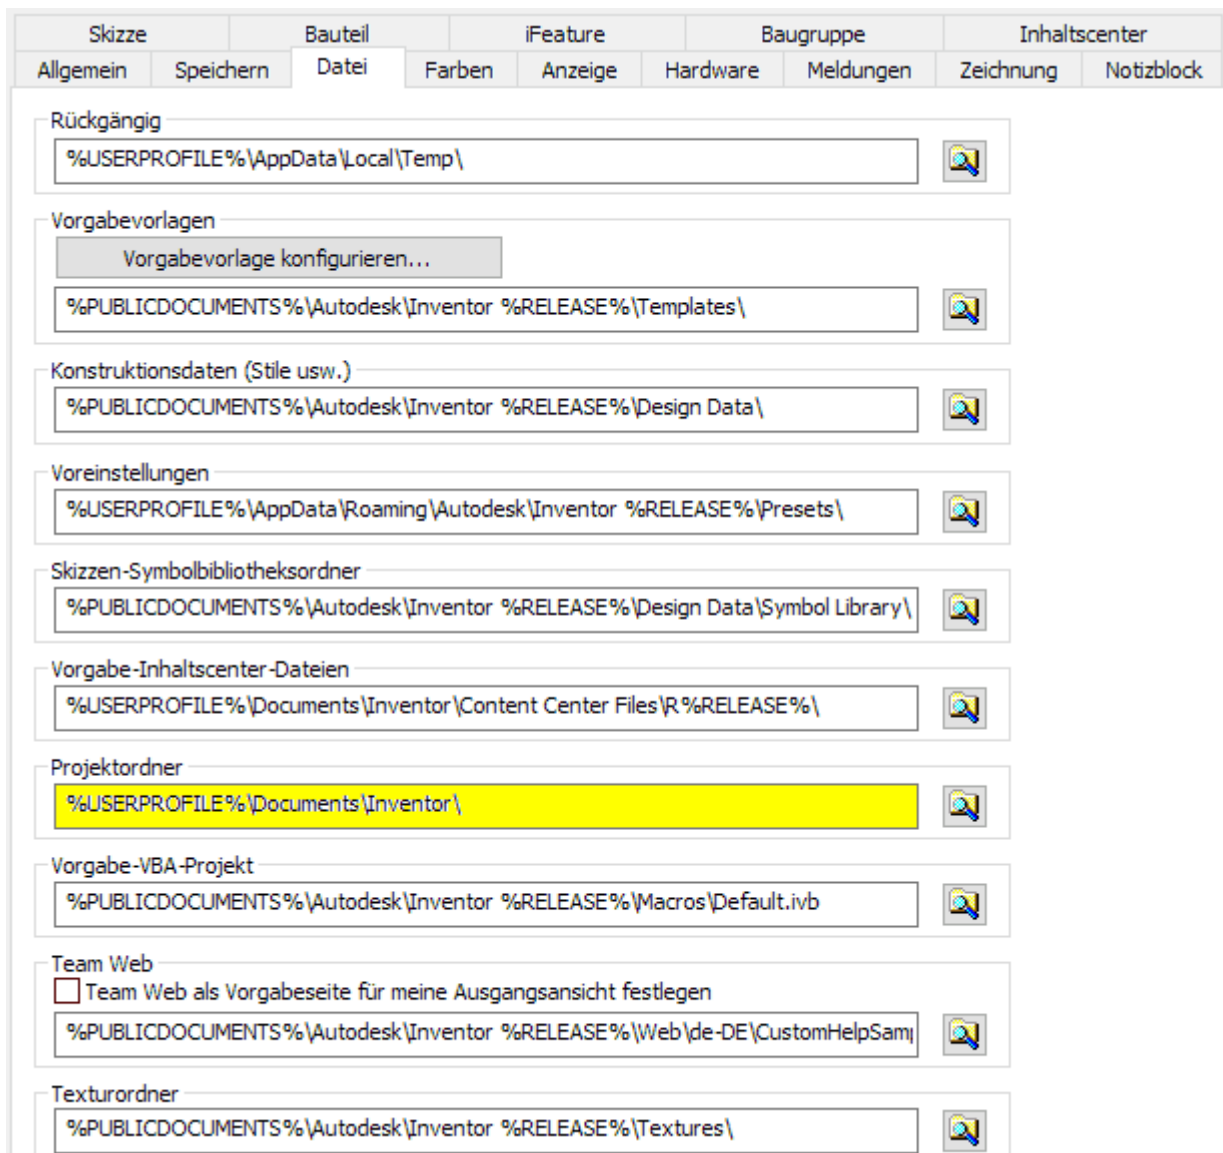 Skizze Bauteil iFeature Baugruppe Inhaltscenter
Allgemein Speichern Datei Farben Anzeige Hardware Meldungen Zeichnung Notizblock
Rückgängig
%USERPROFILE%\AppData\Local\Temp\
Vorgabevorlagen
Vorgabevorlage konfigurieren...
%PUBLICDOCUMENTS%\Autodesk\Inventor %RELEASE%\Templates\
Konstruktionsdaten (Stile usw.)
%PUBLICDOCUMENTS%\Autodesk\Inventor %RELEASE%\Design Data\
Voreinstellungen
%USERPROFILE%\AppData\Roaming\Autodesk\Inventor %RELEASE%\Presets\
Skizzen-Symbolbibliotheksordner
%PUBLICDOCUMENTS%\Autodesk\Inventor %RELEASE%\Design Data\Symbol Library\
Vorgabe-Inhaltscenter-Dateien
%USERPROFILE%\Documents\Inventor\Content Center Files\R%RELEASE%\
Projektordner
%USERPROFILE%\Documents\Inventor\
Vorgabe-VBA-Projekt
%PUBLICDOCUMENTS%\Autodesk\Inventor %RELEASE%\Macros\Default.ivb
Team Web
Team Web als Vorgabeseite für meine Ausgangsansicht festlegen
%PUBLICDOCUMENTS%\Autodesk\Inventor %RELEASE%\Web\de-DE\CustomHelpSamp
Texturordner
%PUBLICDOCUMENTS%\Autodesk\Inventor %RELEASE%\Textures\